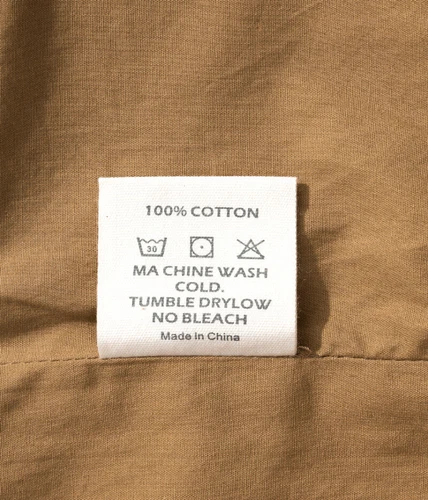 100% COTTON
30
MA CHINE WASH
COLD.
TUMBLE DRYLOW
NO BLEACH
Made in China